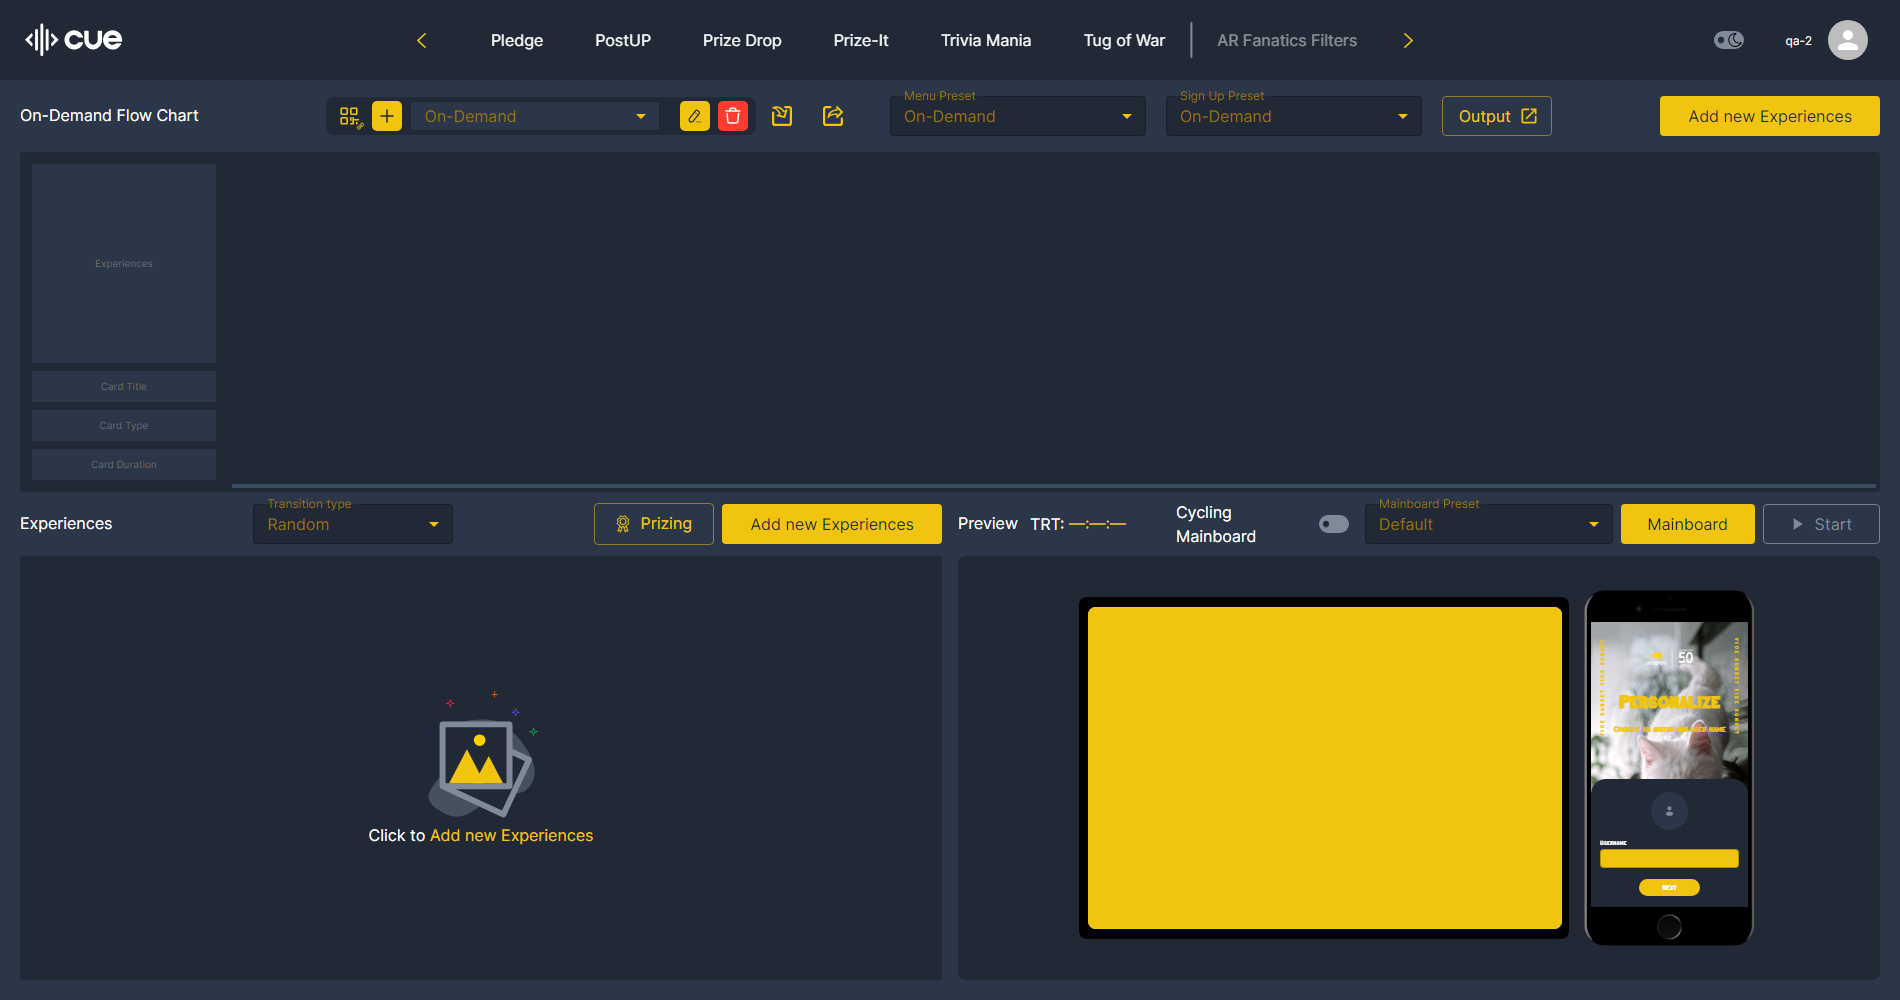 cue
Pledge
PostUP
Prize Drop
Prize-It
Trivia Mania
Tug of War
AR Fanatics Filters
qa-2
On-Demand Flow Chart
On-Demand
Menu Preset
On-Demand
Sign Up Preset
On-Demand
Output
Add new Experiences
Experiences
Card Title
Card Type
Card Duration
Experiences
Transition type
Random
Prizing
Add new Experiences
Preview
TRT: —:—:—
Cycling
Mainboard
Mainboard Preset
Default
Mainboard
Start
Click to Add new Experiences
50
PERSONALIZE
USERNAME
NEXT